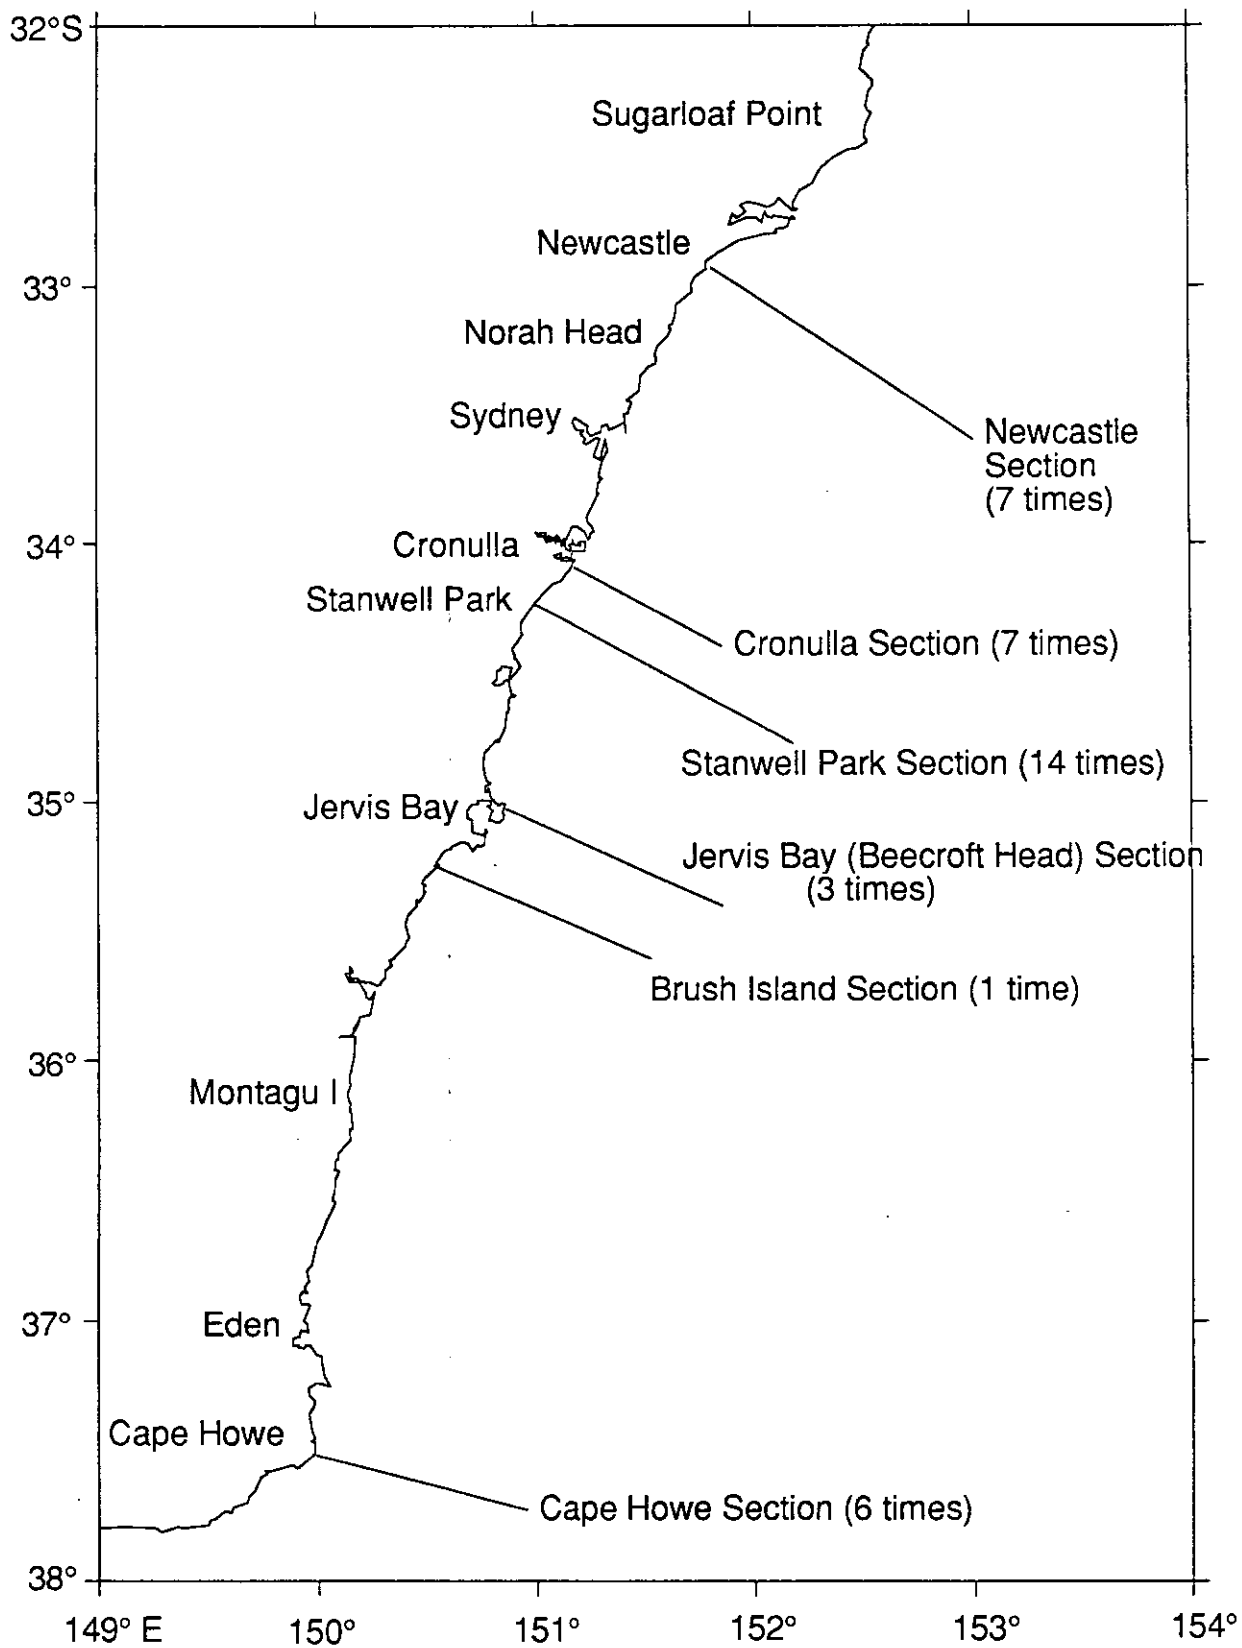 32°S
Sugarloaf Point
Newcastle
33°
Norah Head
Sydney
Newcastle
Section
(7 times)
34°
Cronulla
Stanwell Park
Cronulla Section (7 times)
Stanwell Park Section (14 times)
35°
Jervis Bay
Jervis Bay (Beecroft Head) Section
(3 times)
Brush Island Section (1 time)
36°
Montagu I
37°
Eden
Cape Howe
Cape Howe Section (6 times)
38°
149° E 150° 151° 152° 153° 154°